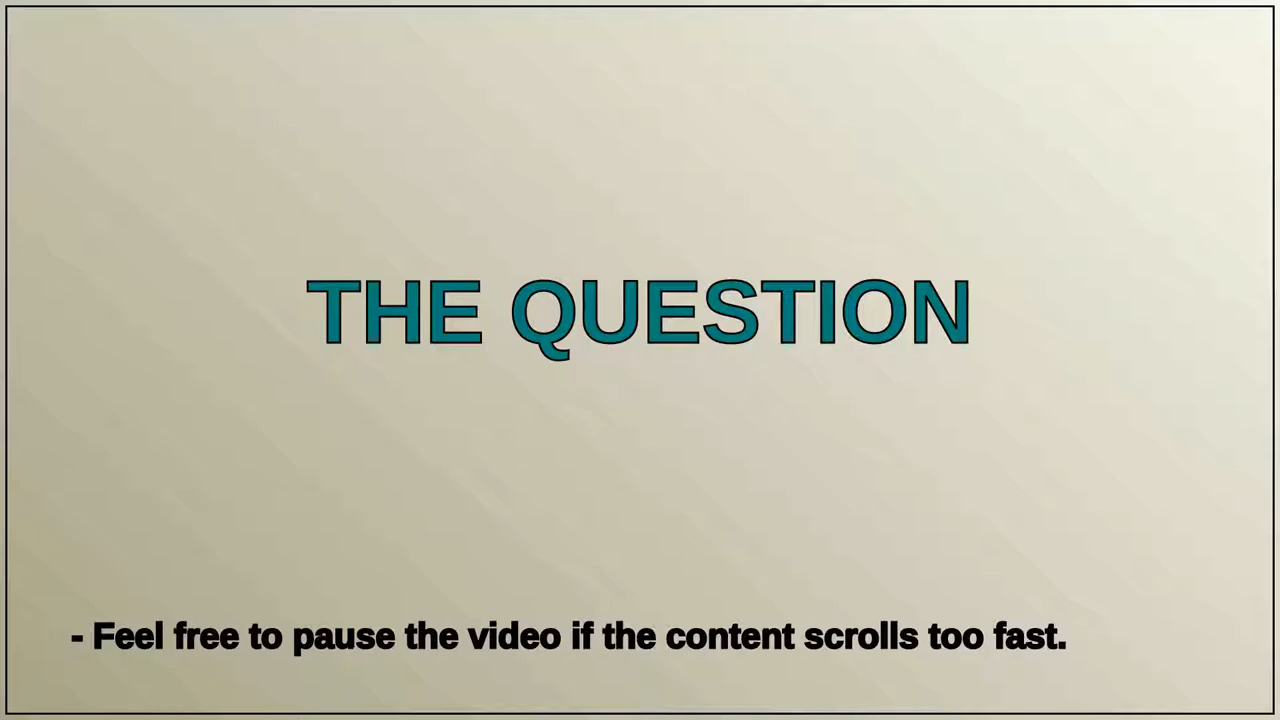 THE QUESTION
- Feel free to pause the video if the content scrolls too fast.